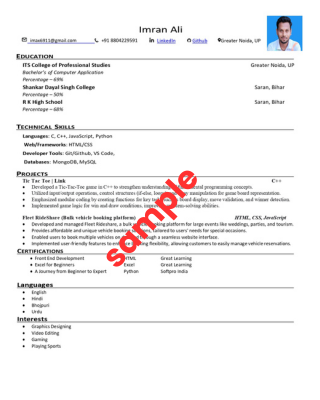 Imran Ali
imax6911@gmail.com +91 8804229591 LinkedIn Github Greater Noida, UP
EDUCATION
ITS College of Professional Studies Greater Noida, UP
Bachelor's of Computer Application
Percentage – 69%
Shankar Dayal Singh College Saran, Bihar
Percentage – 50%
R K High School Saran, Bihar
Percentage – 68%
TECHNICAL SKILLS
Languages: C, C++, JavaScript, Python
Web/Frameworks: HTML/CSS
Developer Tools: Git/Github, VS Code,
Databases: MongoDB, MySQL
PROJECTS
Tic Tac Toe | Link C++
• Developed a Tic-Tac-Toe game in C++ to strengthen understanding of fundamental programming concepts.
• Utilized input/output operations, control structures (if-else, loops), and array manipulation for game board representation.
• Emphasized modular coding by creating functions for key tasks like board display, move validation, and winner detection.
• Implemented game logic for win and draw conditions, improving problem-solving abilities.
Fleet RideShare (Bulk vehicle booking platform) HTML, CSS, JavaScript
• Developed and managed Fleet Rideshare, a bulk vehicle booking platform for large events like weddings, parties, and tourism.
• Provides affordable and unique vehicle booking solutions, tailored to users' needs for special occasions.
• Enabled users to book multiple vehicles on demand through a seamless website interface.
• Implemented user-friendly features to enhance booking flexibility, allowing customers to easily manage vehicle reservations.
CERTIFICATIONS
• Front End Development HTML Great Learning
• Excel for Beginners Excel Great Learning
• A Journey from Beginner to Expert Python Softpro India
Languages
• English
• Hindi
• Bhojpuri
• Urdu
Interests
• Graphics Designing
• Video Editing
• Gaming
• Playing Sports
sample